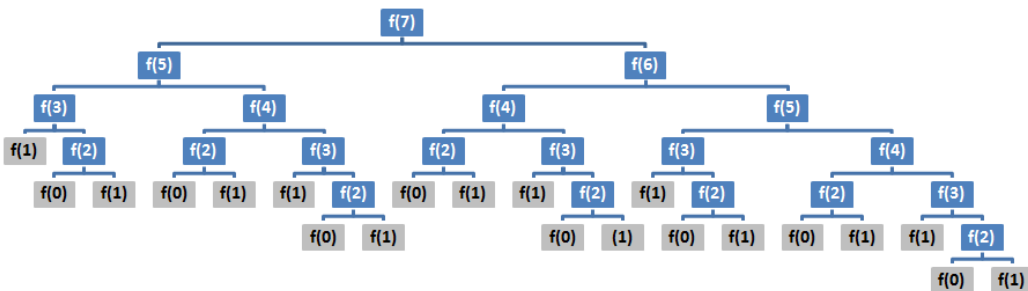 f(7)
f(5) f(6)
f(3) f(4) f(4) f(5)
f(1) f(2) f(2) f(3) f(2) f(3) f(3) f(4)
f(0) f(1) f(0) f(1) f(1) f(2) f(0) f(1) f(1) f(2) f(1) f(2) f(2) f(3)
f(0) f(1) f(0) (1) f(0) f(1) f(0) f(1) f(1) f(2)
f(0) f(1)